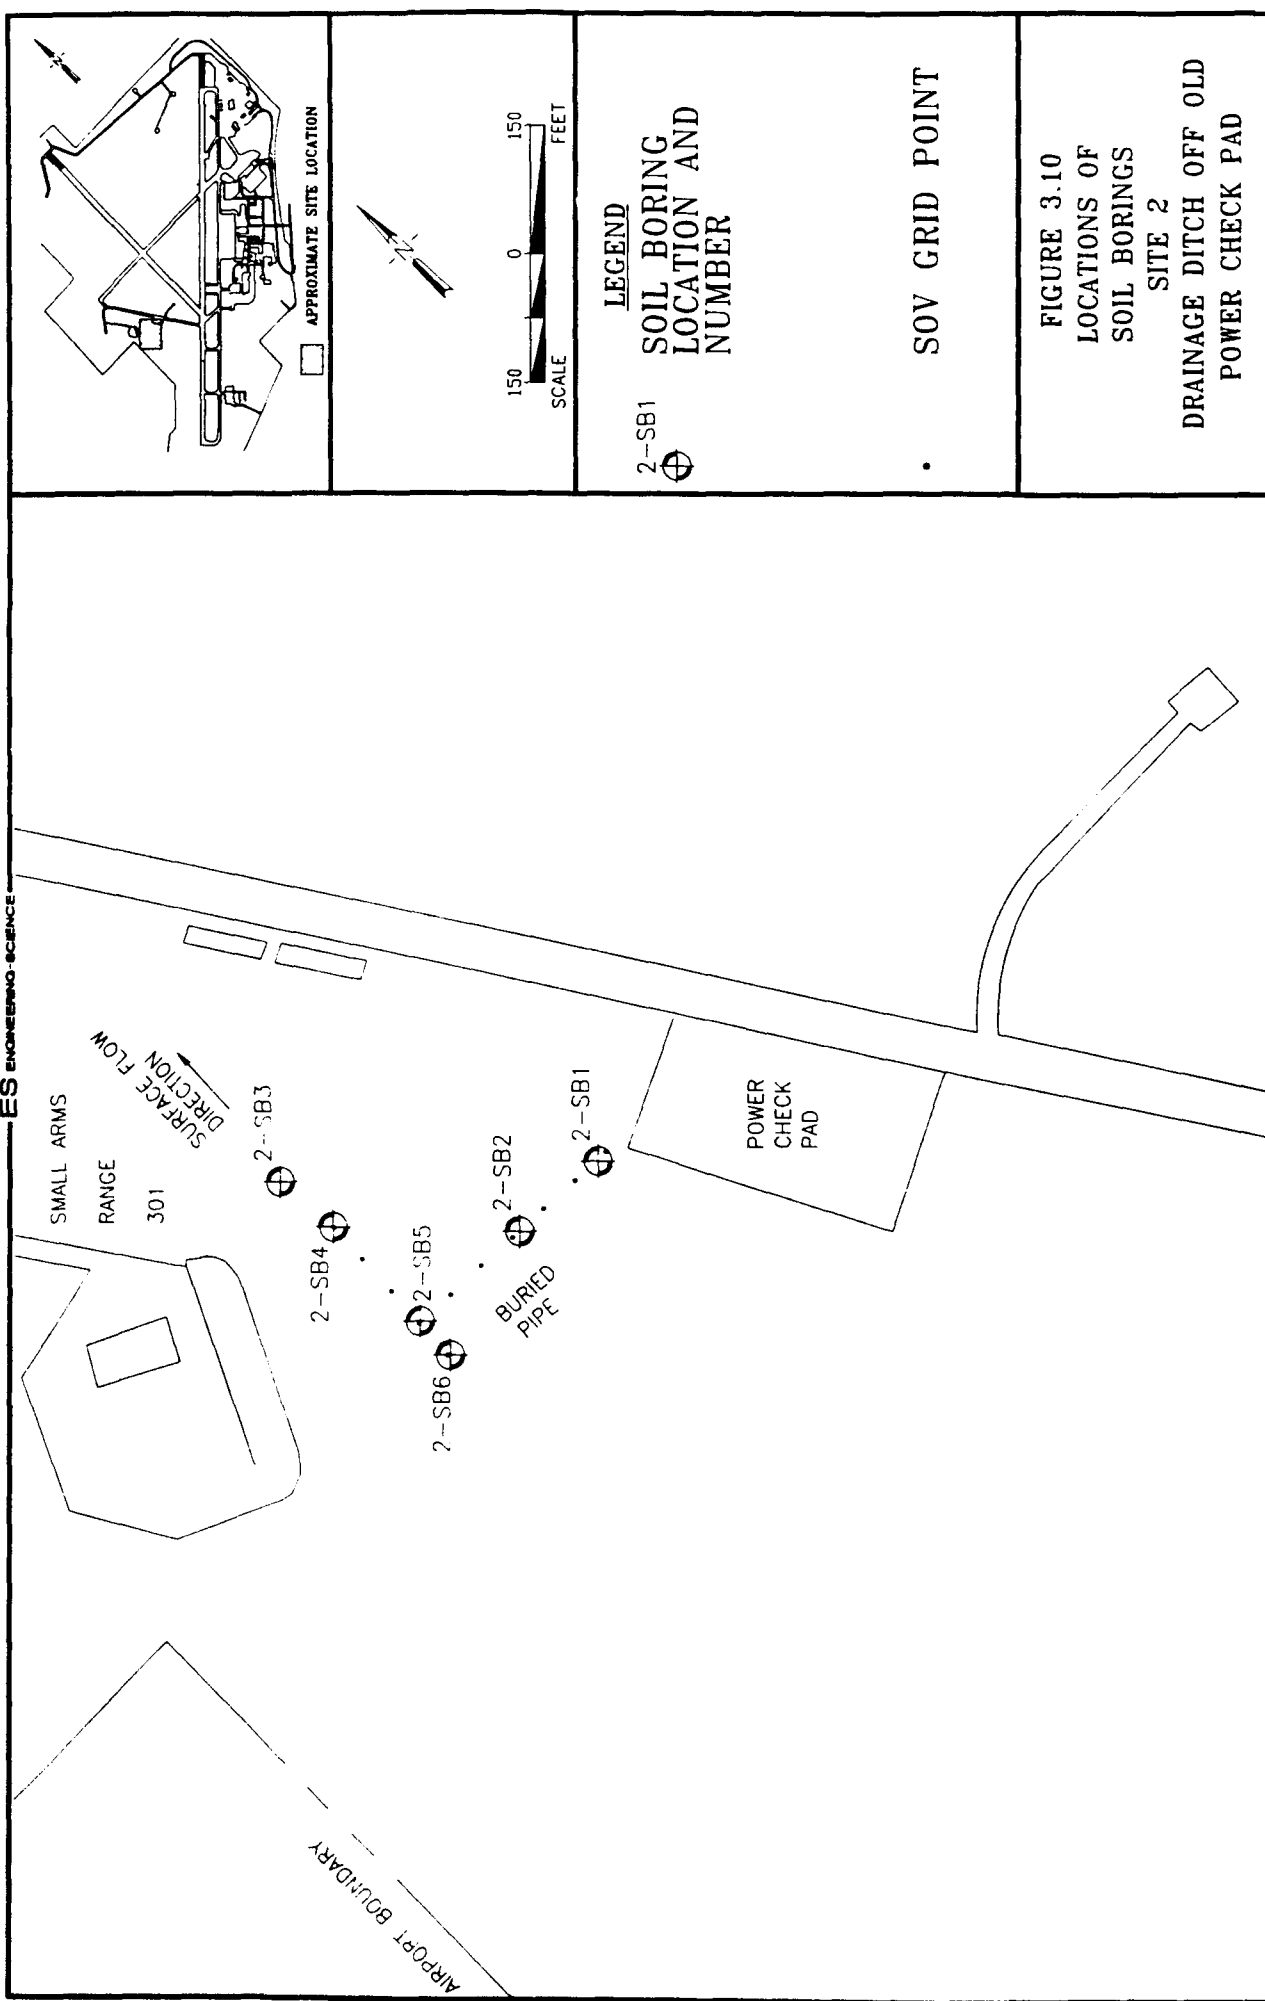 ES ENGINEERING-SCIENCE
SMALL ARMS
RANGE
301
SURFACE FLOW
DIRECTION
2-SB3
2-SB4
2-SB5
2-SB6
2-SB2
2-SB1
BURIED
PIPE
POWER
CHECK
PAD
AIRPORT BOUNDARY
N
APPROXIMATE SITE LOCATION
N
150
0
150
SCALE
FEET
LEGEND
2-SB1
SOIL BORING
LOCATION AND
NUMBER
SOV GRID POINT
FIGURE 3.10
LOCATIONS OF
SOIL BORINGS
SITE 2
DRAINAGE DITCH OFF OLD
POWER CHECK PAD